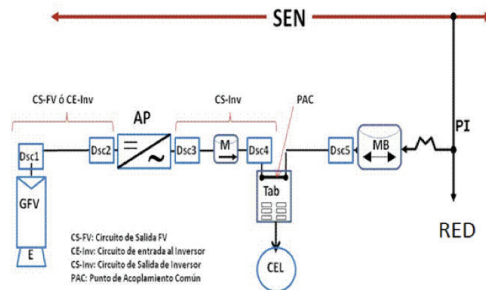 SEN
CS-FV ó CE-Inv
AP
CS-Inv
PAC
PI
Dsc1
Dsc2
Dsc3
M
Dsc4
Dsc5
MB
GFV
Tab
E
CEL
RED
CS-FV: Circuito de Salida FV
CE-Inv: Circuito de entrada al Inversor
CS-Inv: Circuito de Salida de Inversor
PAC: Punto de Acoplamiento Común